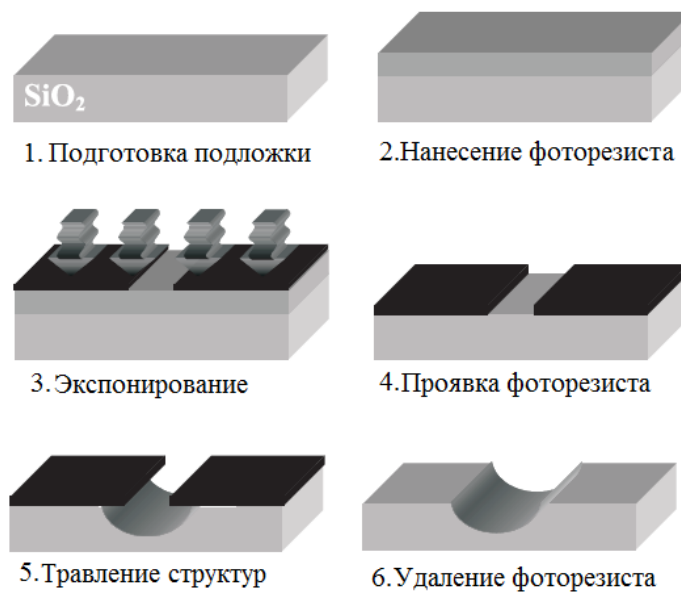 SiO₂
1. Подготовка подложки
2.Нанесение фоторезиста
3. Экспонирование
4.Проявка фоторезиста
5. Травление структур
6.Удаление фоторезиста